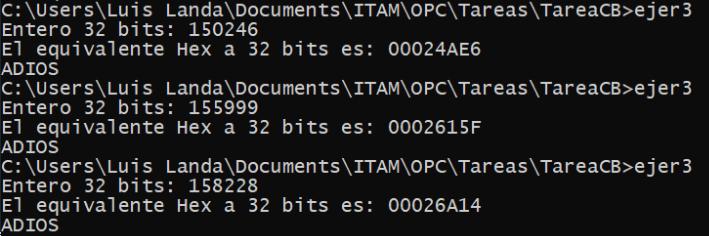 C:\Users\Luis Landa\Documents\ITAM\OPC\Tareas\TareaCB>ejer3
Entero 32 bits: 150246
El equivalente Hex a 32 bits es: 00024AE6
ADIOS
C:\Users\Luis Landa\Documents\ITAM\OPC\Tareas\TareaCB>ejer3
Entero 32 bits: 155999
El equivalente Hex a 32 bits es: 0002615F
ADIOS
C:\Users\Luis Landa\Documents\ITAM\OPC\Tareas\TareaCB>ejer3
Entero 32 bits: 158228
El equivalente Hex a 32 bits es: 00026A14
ADIOS